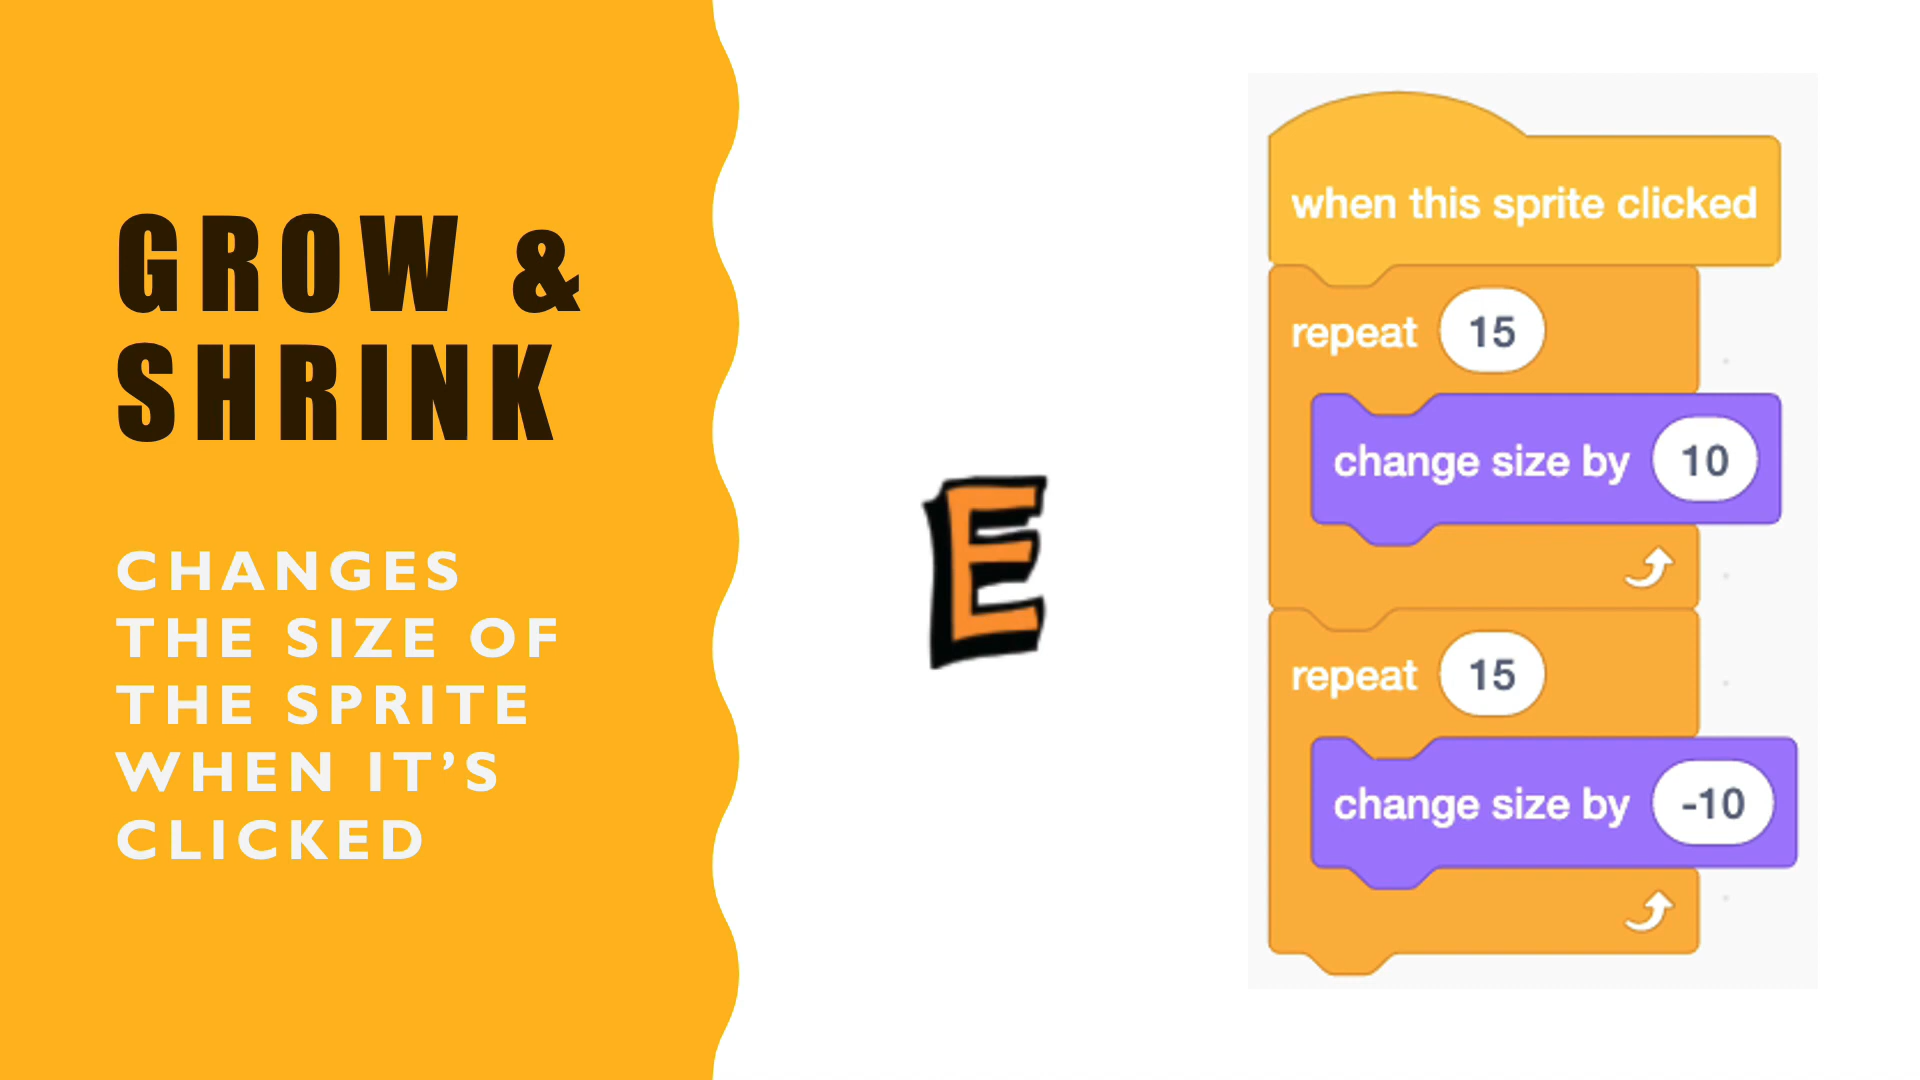 GROW &
SHRINK
CHANGES
THE SIZE OF
THE SPRITE
WHEN IT’S
CLICKED
E
when this sprite clicked
repeat 15
change size by 10
repeat 15
change size by -10